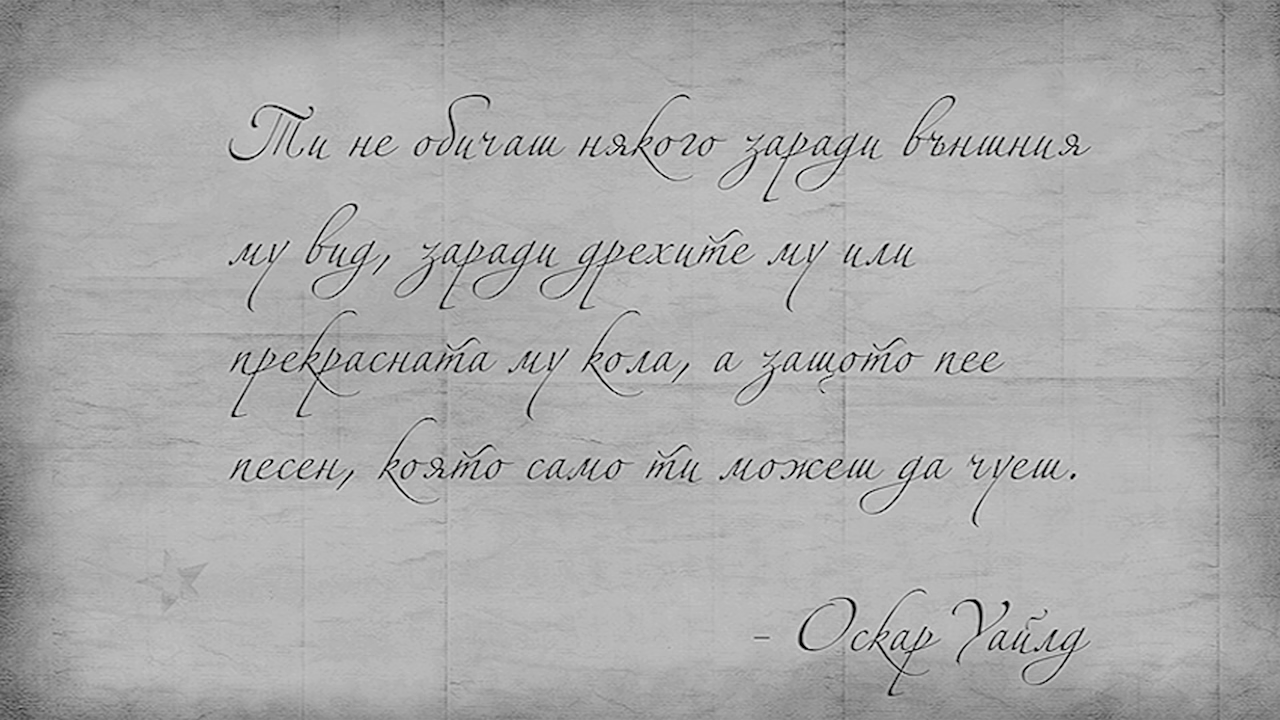 Ти не обичаш някого заради външния
му вид, заради дрехите му или
прекрасната му кола, а защото пее
песен, която само ти можеш да чуеш.
- Оскар Уайлд